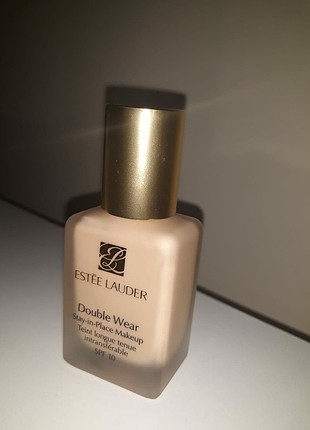 ESTĒE LAUDER
Double Wear
Stay-in-Place Makeup
Teint longue tenue
intransférable
SPF 10